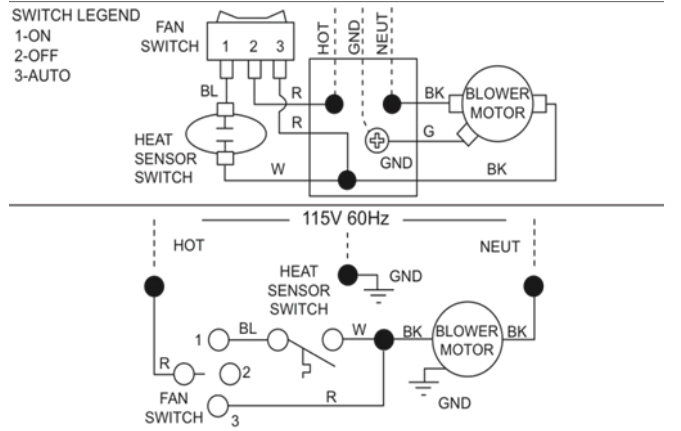 SWITCH LEGEND
1-ON
2-OFF
3-AUTO
FAN
SWITCH
1 2 3
HOT
GND
NEUT
BL
R
R
BK
BLOWER
MOTOR
G
GND
HEAT
SENSOR
SWITCH
W
BK
115V 60Hz
HOT
NEUT
HEAT
SENSOR
SWITCH
GND
1
BL
W
BK
BLOWER
MOTOR
BK
R
2
FAN
SWITCH
3
R
GND